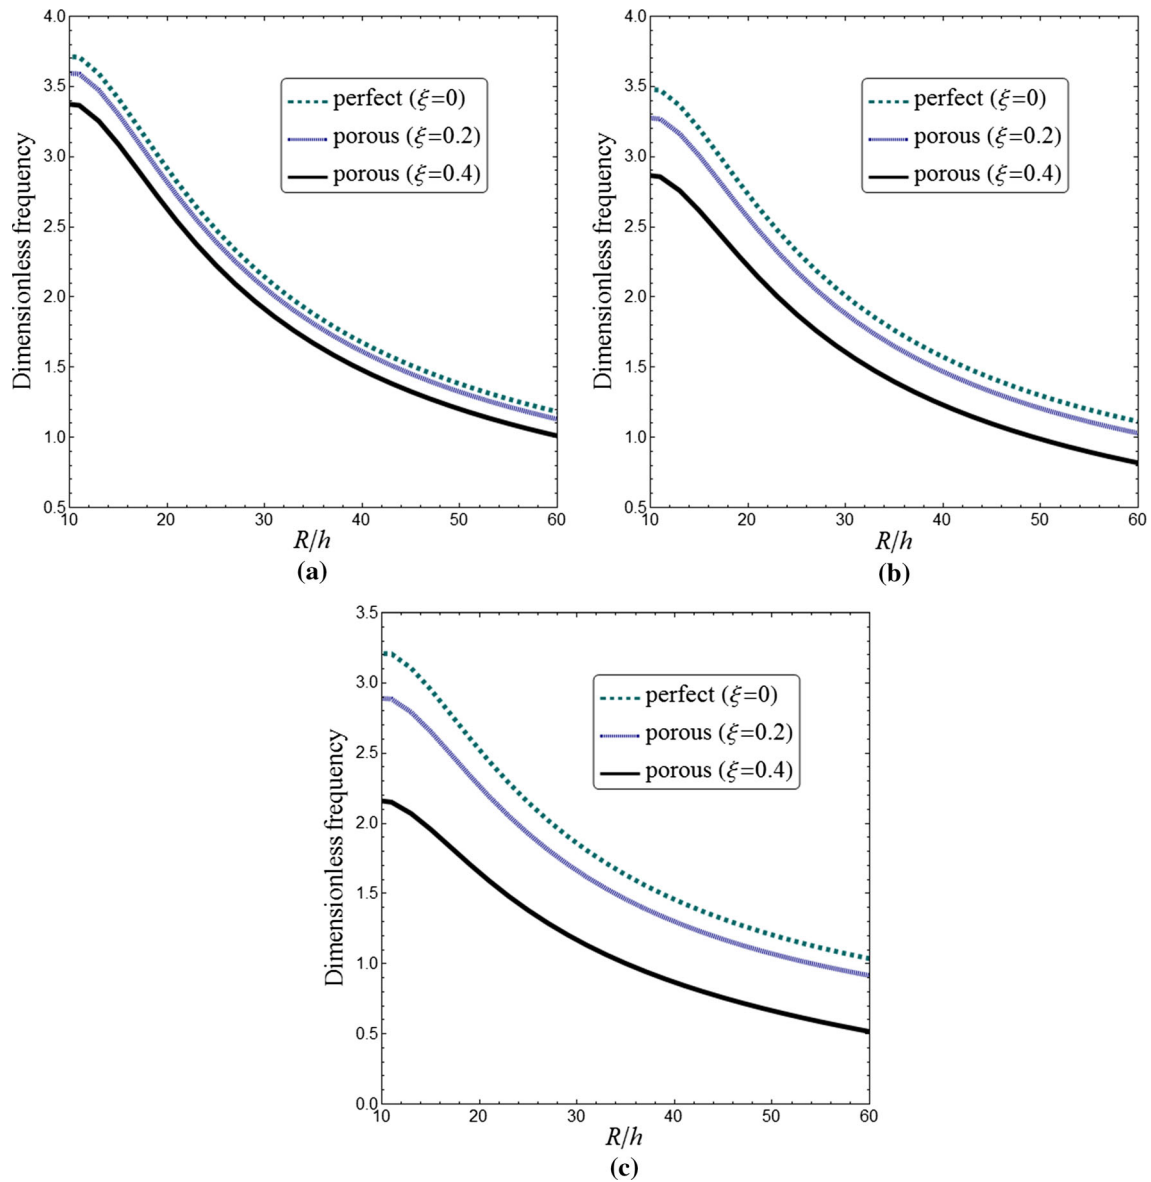 4.0
3.5
3.0
2.5
2.0
1.5
1.0
0.5
Dimensionless frequency
perfect (ξ=0)
porous (ξ=0.2)
porous (ξ=0.4)
10 20 30 40 50 60
R/h
(a)
4.0
3.5
3.0
2.5
2.0
1.5
1.0
0.5
Dimensionless frequency
perfect (ξ=0)
porous (ξ=0.2)
porous (ξ=0.4)
10 20 30 40 50 60
R/h
(b)
3.5
3.0
2.5
2.0
1.5
1.0
0.5
0.0
Dimensionless frequency
perfect (ξ=0)
porous (ξ=0.2)
porous (ξ=0.4)
10 20 30 40 50 60
R/h
(c)